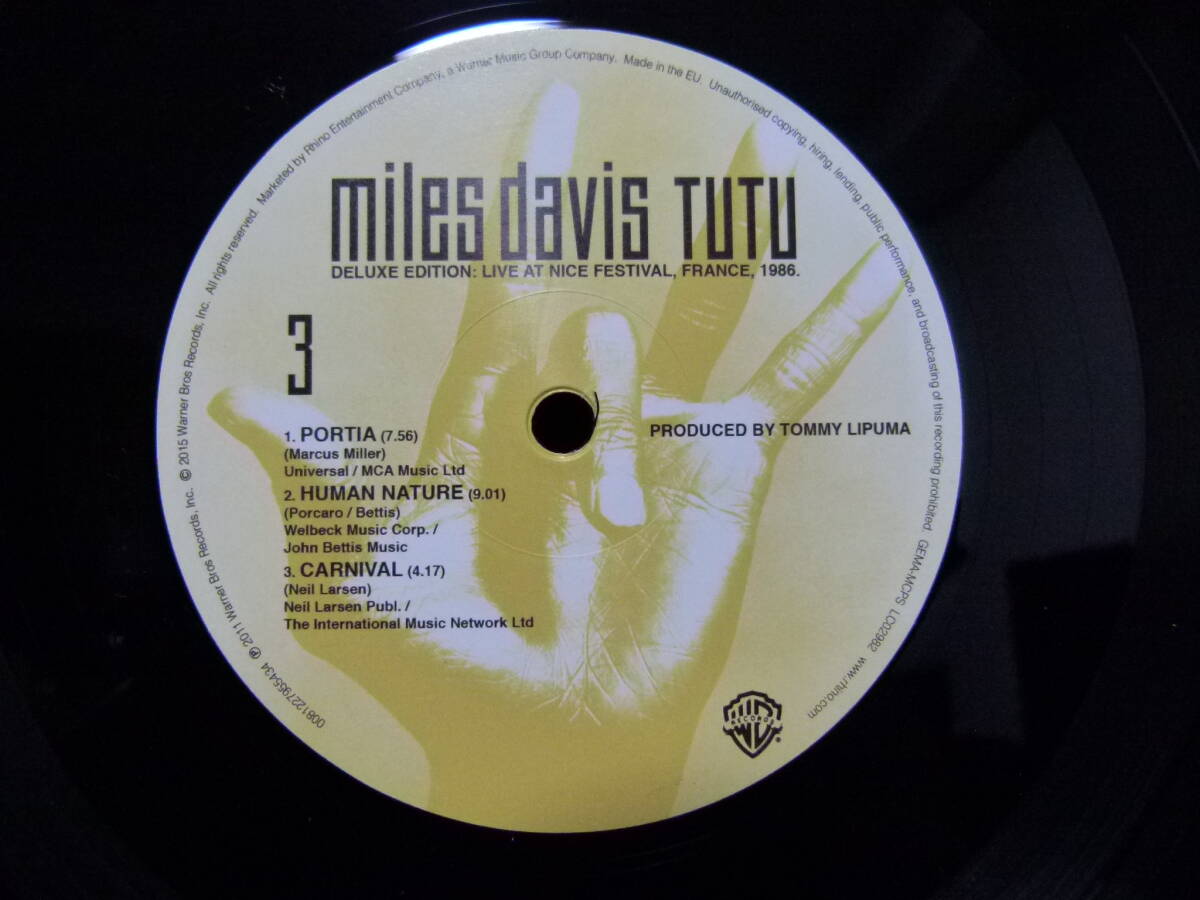 miles davis TUTU
DELUXE EDITION: LIVE AT NICE FESTIVAL, FRANCE, 1986.
3
1. PORTIA (7.56)
(Marcus Miller)
Universal / MCA Music Ltd
2. HUMAN NATURE (9.01)
(Porcaro / Bettis)
Welbeck Music Corp. /
John Bettis Music
3. CARNIVAL (4.17)
(Neil Larsen)
Neil Larsen Publ. /
The International Music Network Ltd
PRODUCED BY TOMMY LIPUMA
WB RECORDS ®
0081227955434 ℗ 2011 Warner Bros Records, Inc. © 2015 Warner Bros Records, Inc. All rights reserved. Marketed by Rhino Entertainment Company, a Warner Music Group Company. Made in the EU. Unauthorised copying, hiring, lending, public performance, and broadcasting of this recording prohibited. GEMA-MCPS LC02982 www.rhino.com